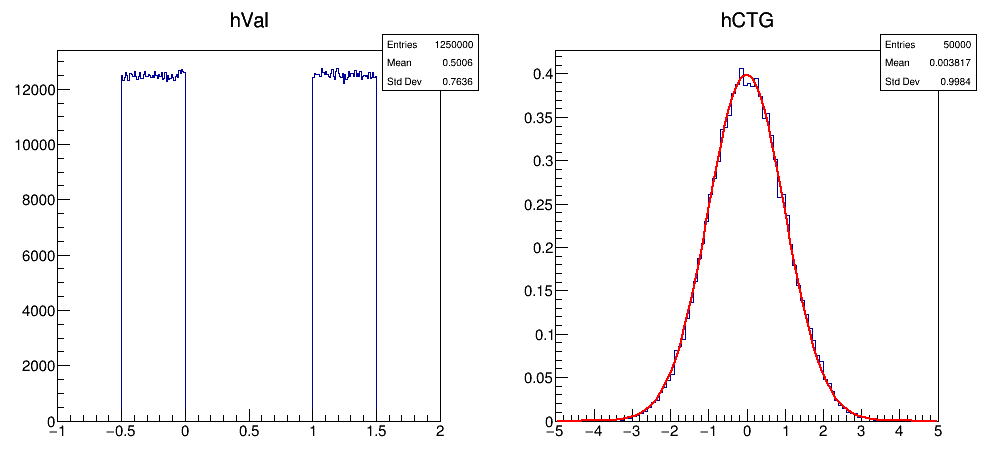 hVal
Entries 1250000
Mean 0.5006
Std Dev 0.7636
12000
10000
8000
6000
4000
2000
0
−1 −0.5 0 0.5 1 1.5 2
hCTG
Entries 50000
Mean 0.003817
Std Dev 0.9984
0.4
0.35
0.3
0.25
0.2
0.15
0.1
0.05
0
−5 −4 −3 −2 −1 0 1 2 3 4 5